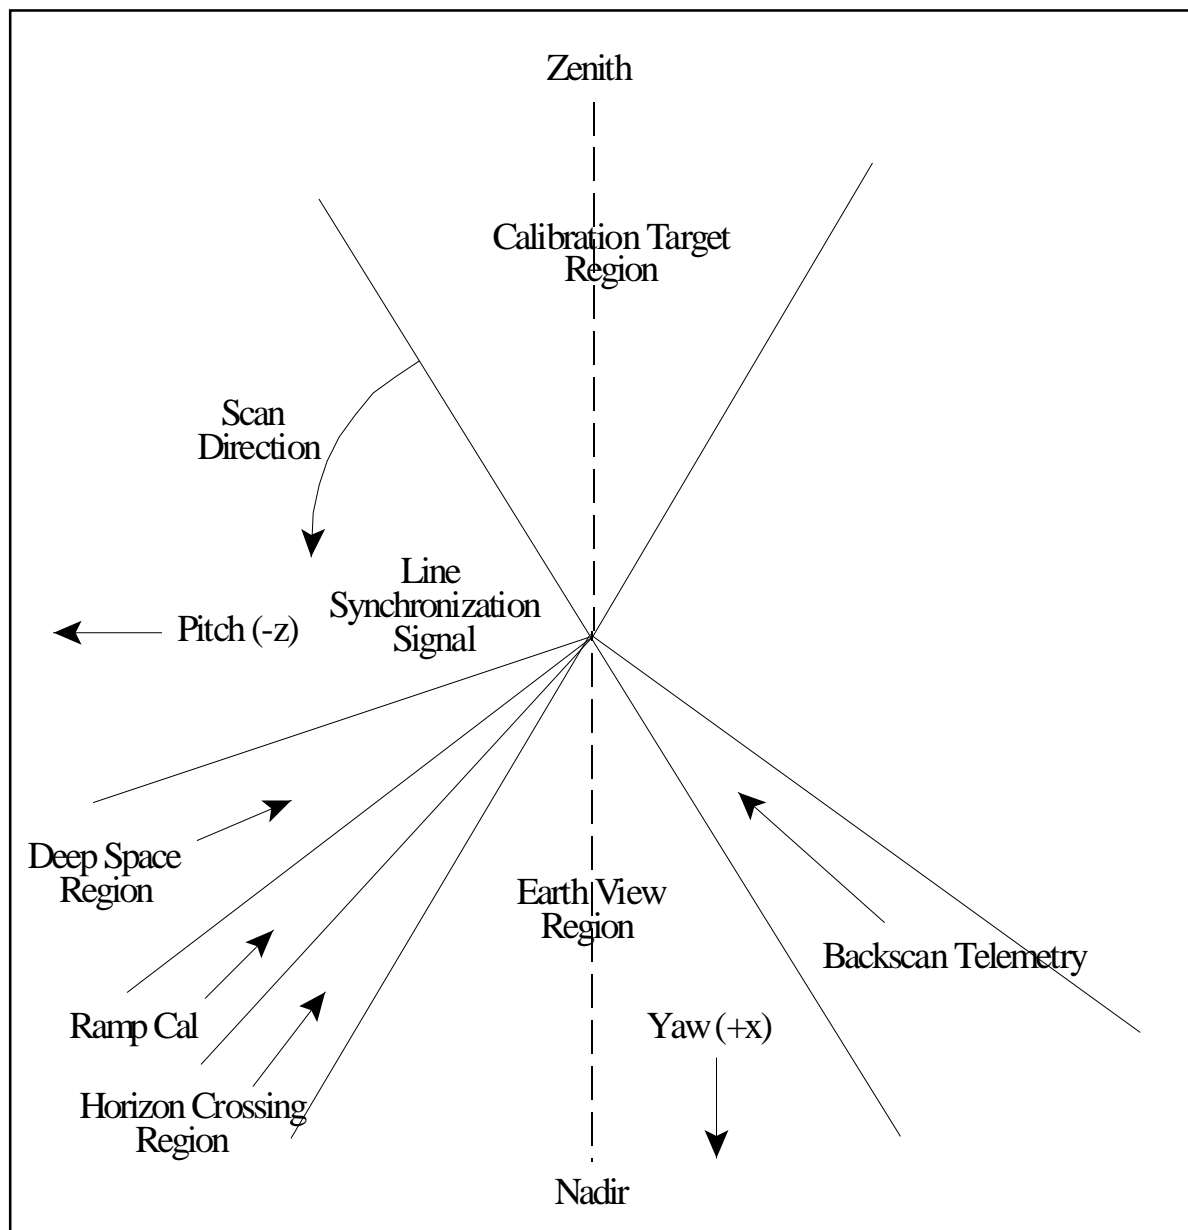 Zenith
Calibration Target
Region
Scan
Direction
Line
Synchronization
Signal
Pitch (-z)
Deep Space
Region
Earth View
Region
Backscan Telemetry
Ramp Cal
Yaw (+x)
Horizon Crossing
Region
Nadir